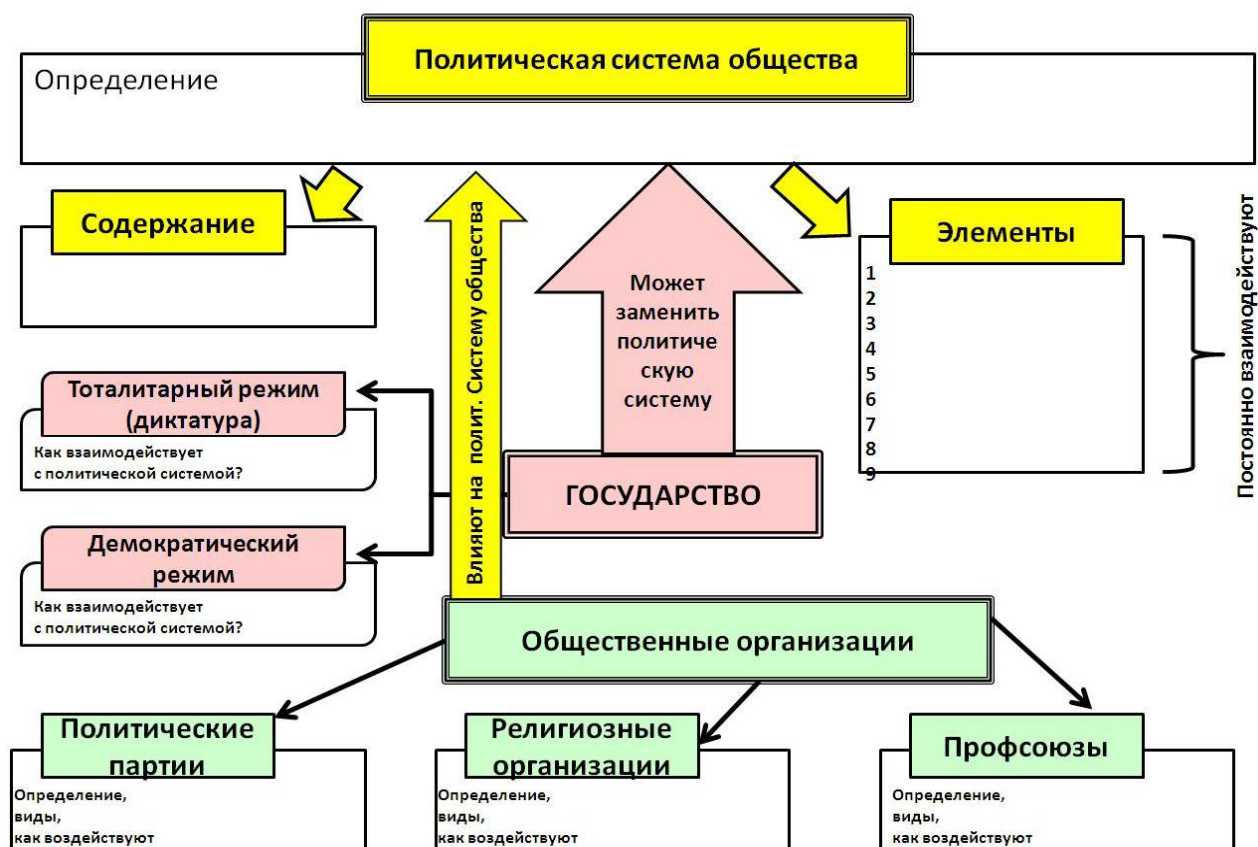 Политическая система общества
Определение
Содержание
Влияют на полит. Систему общества
Может
заменить
политиче
скую
систему
Элементы
1
2
3
4
5
6
7
8
9
Постоянно взаимодействуют
Тоталитарный режим
(диктатура)
Как взаимодействует
с политической системой?
ГОСУДАРСТВО
Демократический
режим
Как взаимодействует
с политической системой?
Общественные организации
Политические
партии
Определение,
виды,
как воздействуют
Религиозные
организации
Определение,
виды,
как воздействуют
Профсоюзы
Определение,
виды,
как воздействуют